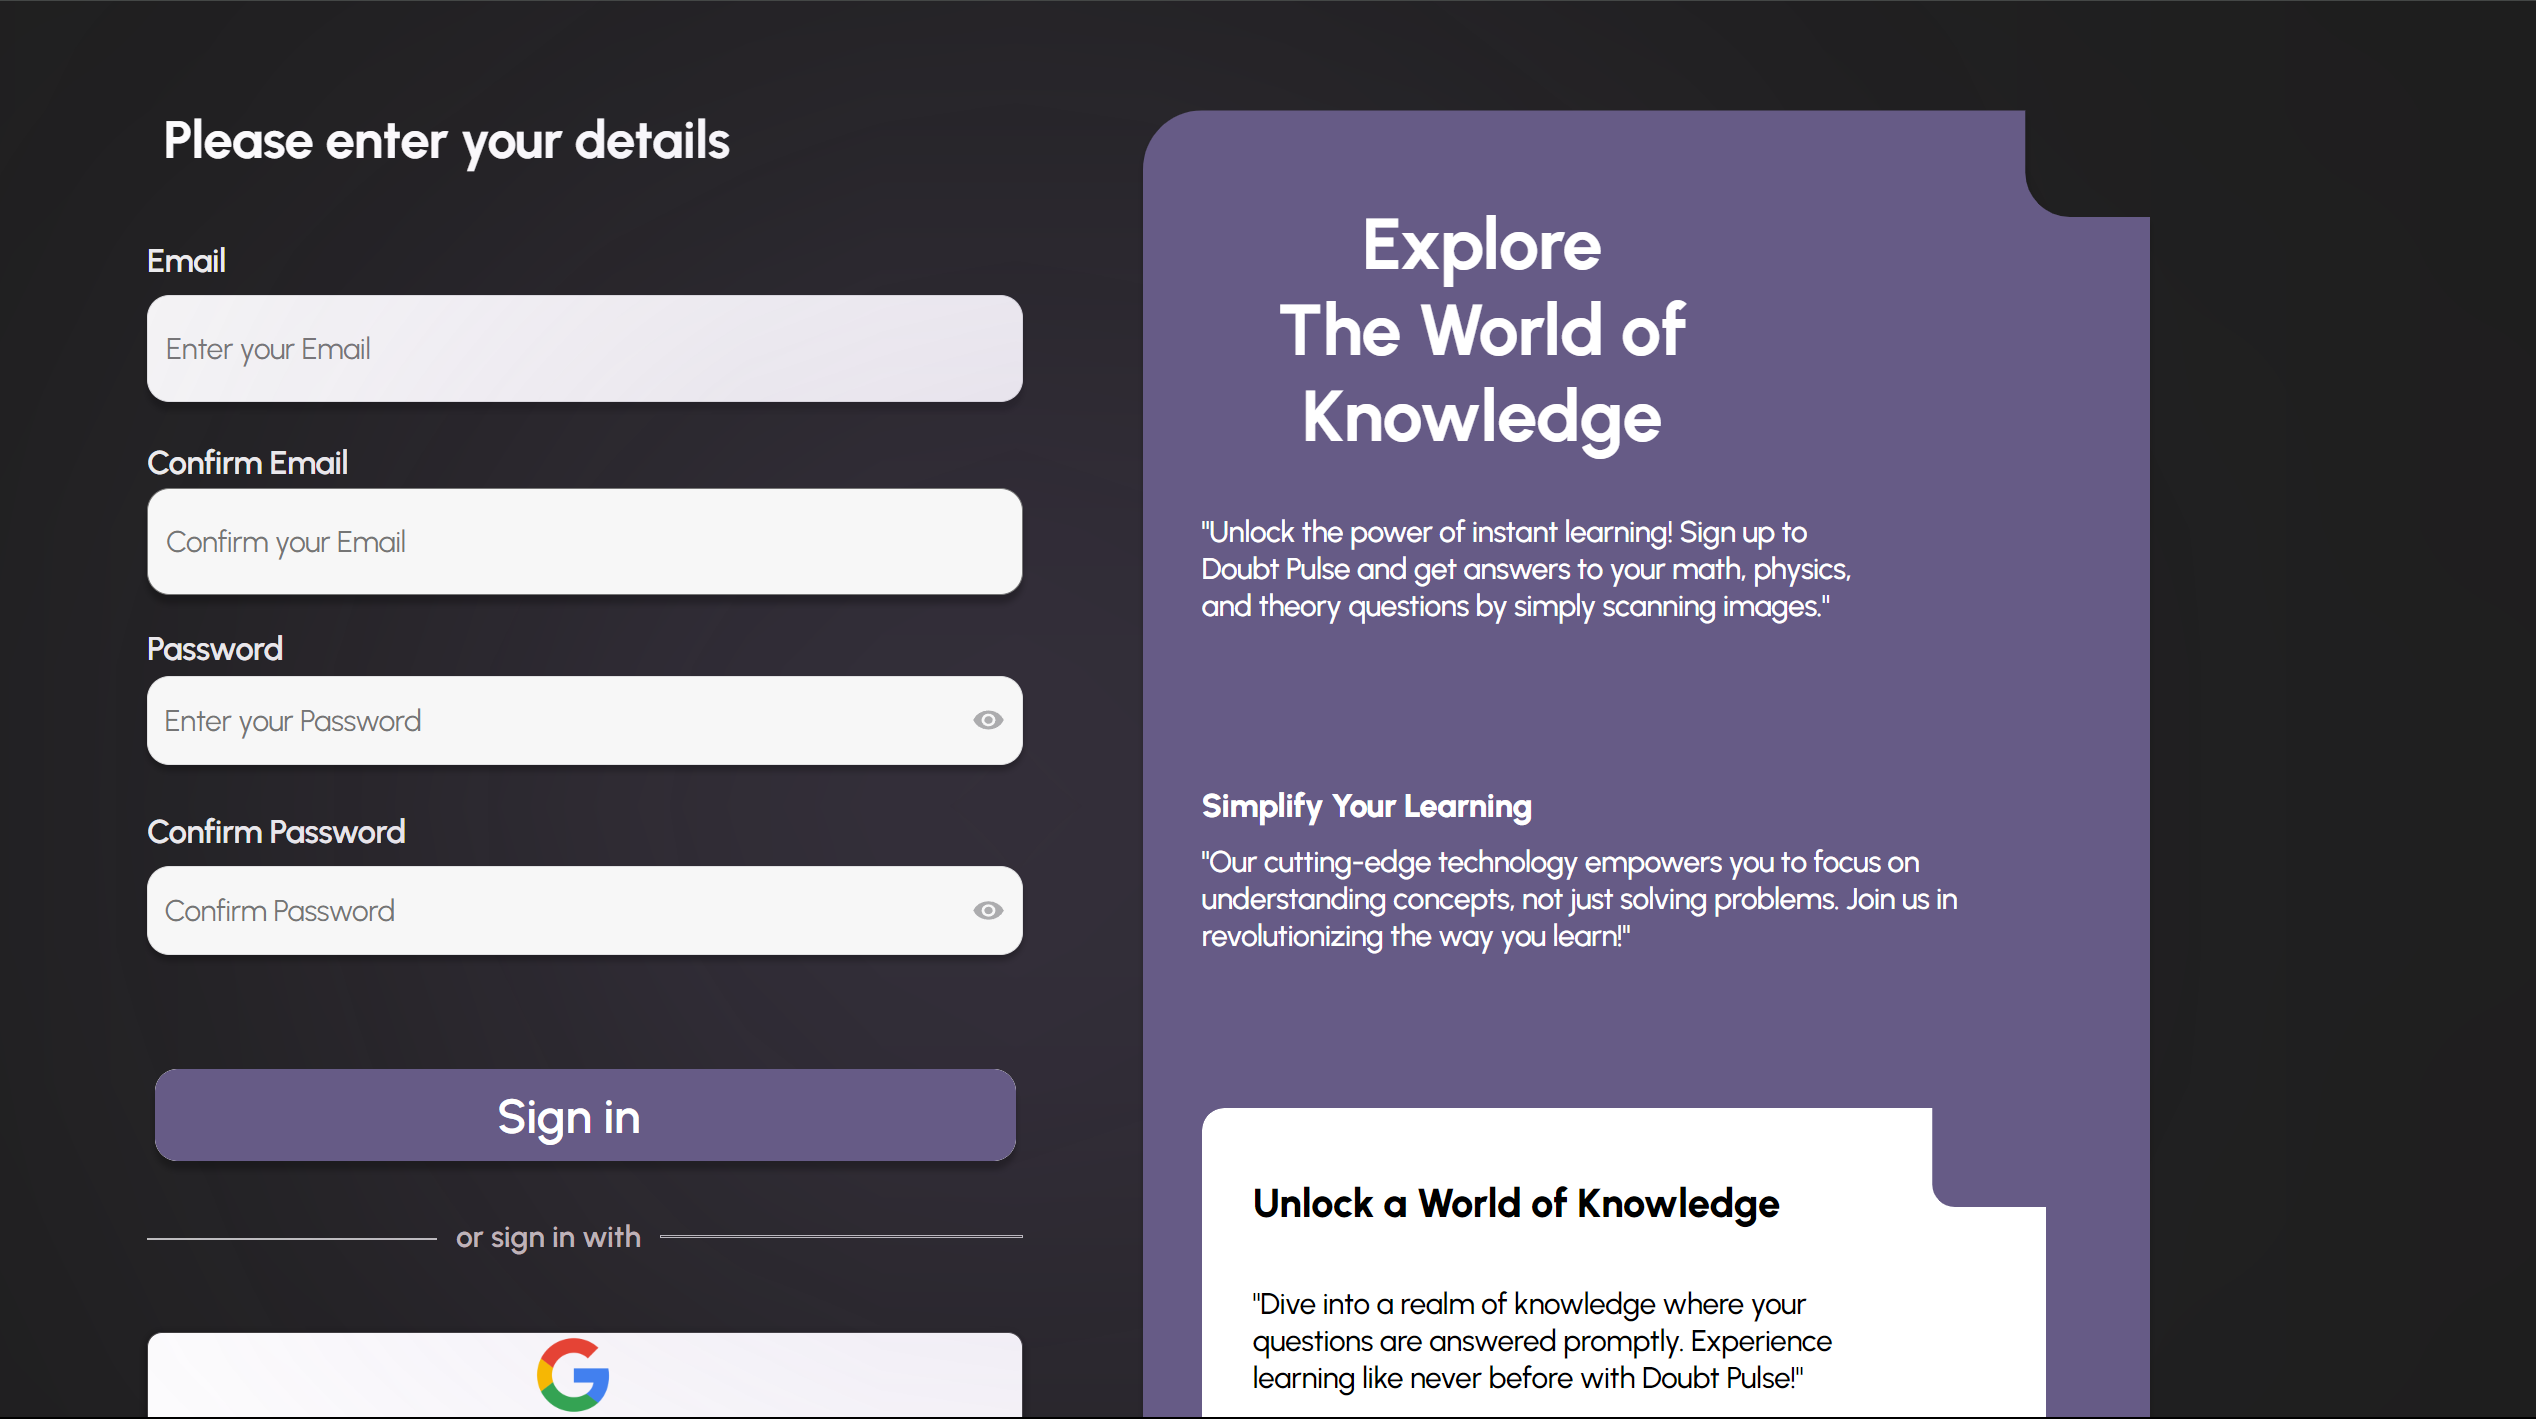 Please enter your details
Email
Enter your Email
Confirm Email
Confirm your Email
Password
Enter your Password
Confirm Password
Confirm Password
Sign in
or sign in with
Explore
The World of
Knowledge
"Unlock the power of instant learning! Sign up to
Doubt Pulse and get answers to your math, physics,
and theory questions by simply scanning images."
Simplify Your Learning
"Our cutting-edge technology empowers you to focus on
understanding concepts, not just solving problems. Join us in
revolutionizing the way you learn!"
Unlock a World of Knowledge
"Dive into a realm of knowledge where your
questions are answered promptly. Experience
learning like never before with Doubt Pulse!"